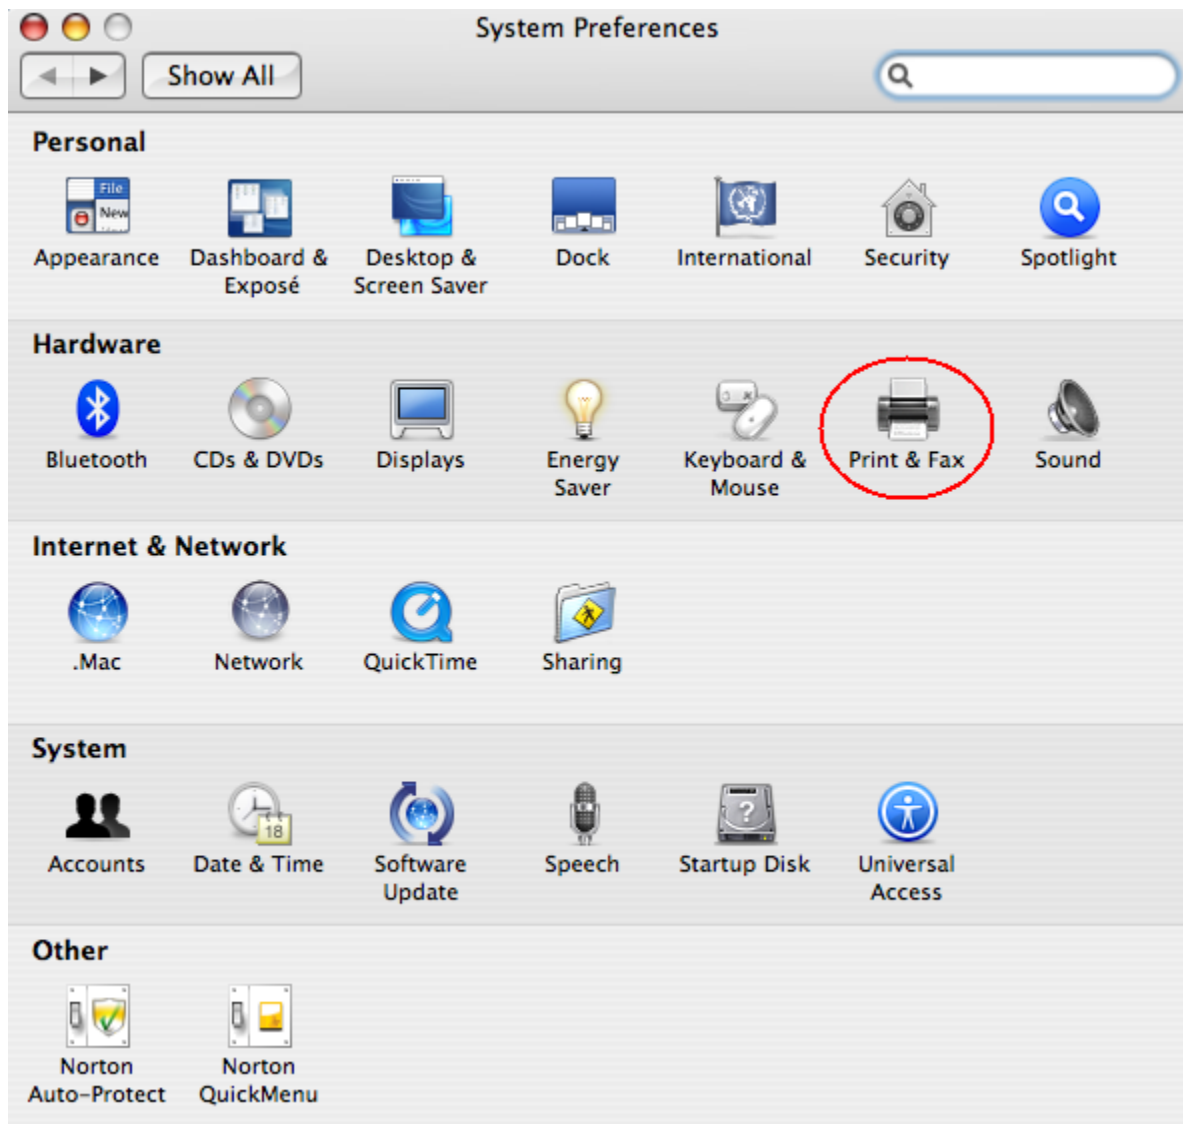 System Preferences
Show All
Personal
File
New
Appearance
Dashboard &
Exposé
Desktop &
Screen Saver
Dock
International
Security
Spotlight
Hardware
Bluetooth
CDs & DVDs
Displays
Energy
Saver
Keyboard &
Mouse
Print & Fax
Sound
Internet & Network
.Mac
Network
QuickTime
Sharing
System
18
?
Accounts
Date & Time
Software
Update
Speech
Startup Disk
Universal
Access
Other
Norton
Auto-Protect
Norton
QuickMenu